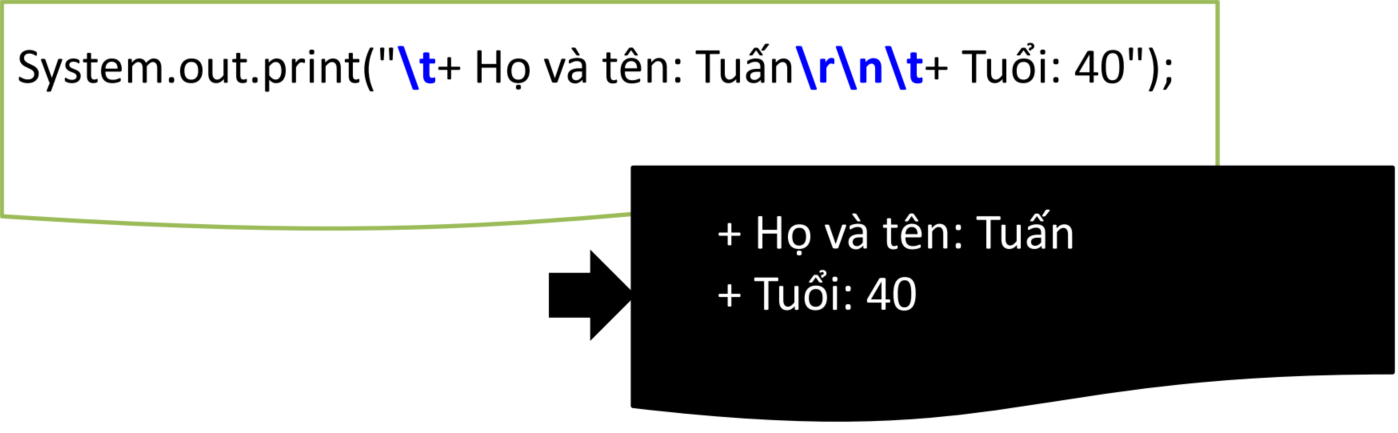 System.out.print("\t+ Họ và tên: Tuấn\r\n\t+ Tuổi: 40");
+ Họ và tên: Tuấn
+ Tuổi: 40